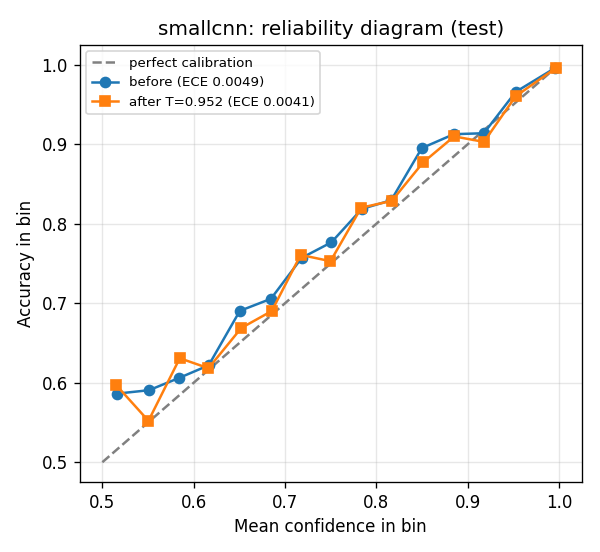 smallcnn: reliability diagram (test)
perfect calibration
before (ECE 0.0049)
after T=0.952 (ECE 0.0041)
Accuracy in bin
1.0
0.9
0.8
0.7
0.6
0.5
0.5 0.6 0.7 0.8 0.9 1.0
Mean confidence in bin